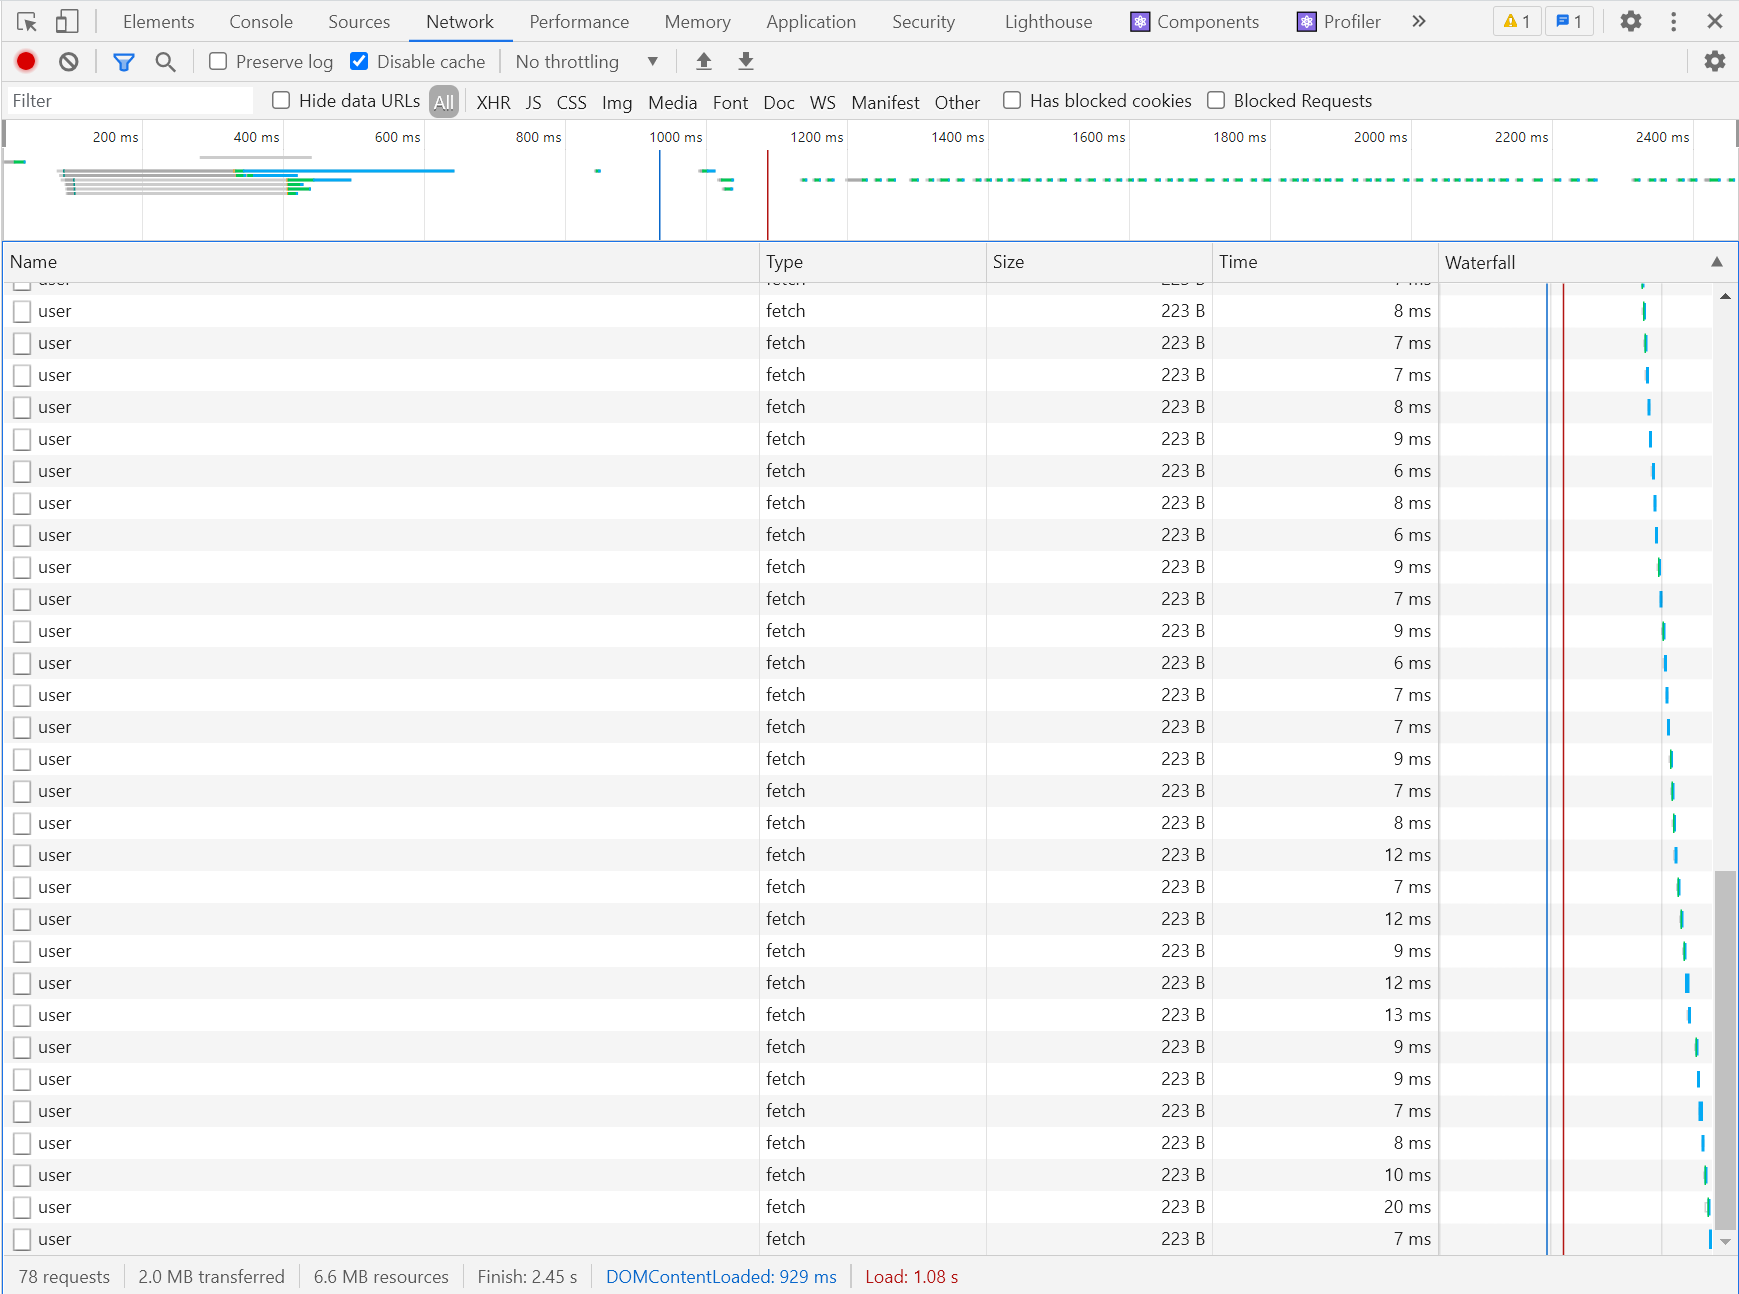 Elements Console Sources Network Performance Memory Application Security Lighthouse Components Profiler » 1 1
Preserve log Disable cache No throttling
Filter Hide data URLs All XHR JS CSS Img Media Font Doc WS Manifest Other Has blocked cookies Blocked Requests
200 ms 400 ms 600 ms 800 ms 1000 ms 1200 ms 1400 ms 1600 ms 1800 ms 2000 ms 2200 ms 2400 ms
Name Type Size Time Waterfall
user fetch 223 B
user fetch 223 B 8 ms
user fetch 223 B 7 ms
user fetch 223 B 7 ms
user fetch 223 B 8 ms
user fetch 223 B 9 ms
user fetch 223 B 6 ms
user fetch 223 B 8 ms
user fetch 223 B 6 ms
user fetch 223 B 9 ms
user fetch 223 B 7 ms
user fetch 223 B 9 ms
user fetch 223 B 6 ms
user fetch 223 B 7 ms
user fetch 223 B 7 ms
user fetch 223 B 9 ms
user fetch 223 B 7 ms
user fetch 223 B 8 ms
user fetch 223 B 12 ms
user fetch 223 B 7 ms
user fetch 223 B 12 ms
user fetch 223 B 9 ms
user fetch 223 B 12 ms
user fetch 223 B 13 ms
user fetch 223 B 9 ms
user fetch 223 B 9 ms
user fetch 223 B 7 ms
user fetch 223 B 8 ms
user fetch 223 B 10 ms
user fetch 223 B 20 ms
user fetch 223 B 7 ms
78 requests 2.0 MB transferred 6.6 MB resources Finish: 2.45 s DOMContentLoaded: 929 ms Load: 1.08 s